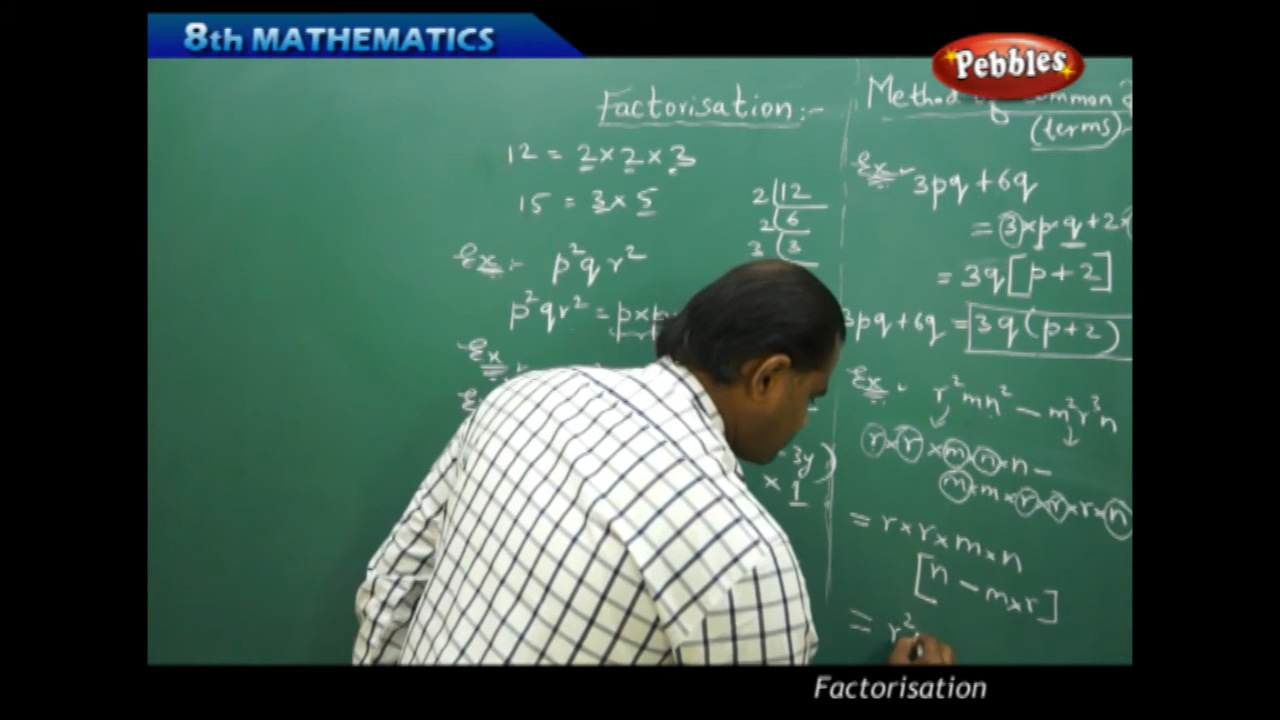 8th MATHEMATICS
Pebbles
Factorisation :-
12 = 2 × 2 × 3
15 = 3 × 5
2 12
2 6
3 3
Ex :- p²qr²
p²qr² = p×p
Ex :-
3y)
× 1
Method of common
(terms)-
Ex :- 3pq + 6q
= 3 × p × q + 2 ×
= 3q [p + 2]
3pq + 6q = 3q (p+2)
Ex :- r²mn² - m²r³n
r × r × m × n × n -
m × m × r × r × r × n
= r × r × m × n
[n - m × r]
= r²
Factorisation